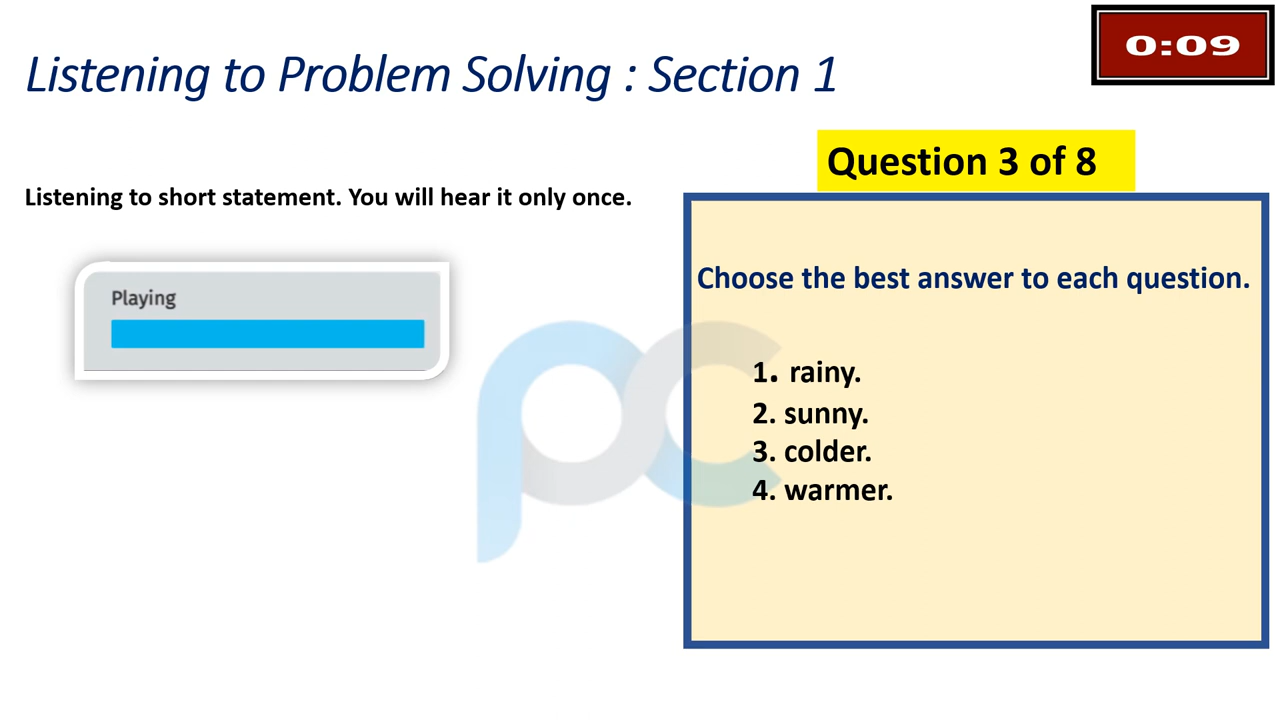 0:09
Listening to Problem Solving : Section 1
Question 3 of 8
Listening to short statement. You will hear it only once.
Choose the best answer to each question.
Playing
1. rainy.
2. sunny.
3. colder.
4. warmer.